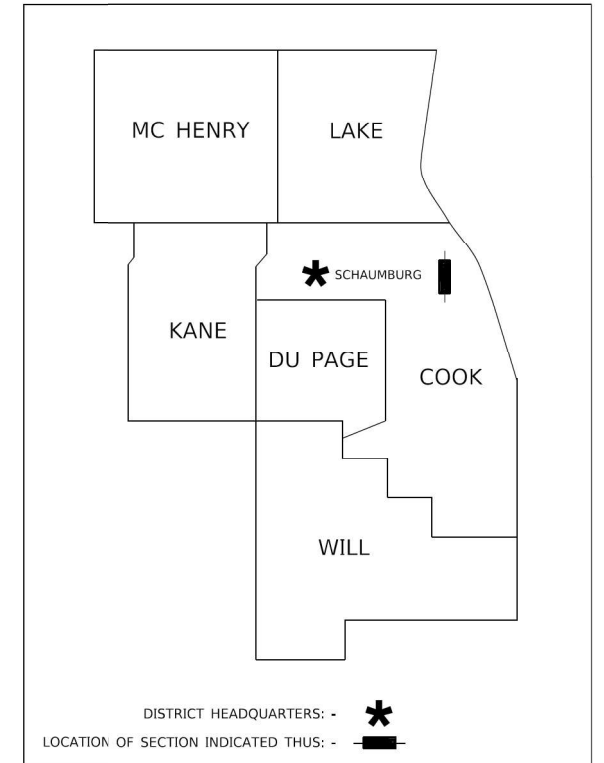 MC HENRY LAKE
SCHAUMBURG
KANE
DU PAGE
COOK
WILL
DISTRICT HEADQUARTERS: -
LOCATION OF SECTION INDICATED THUS: -